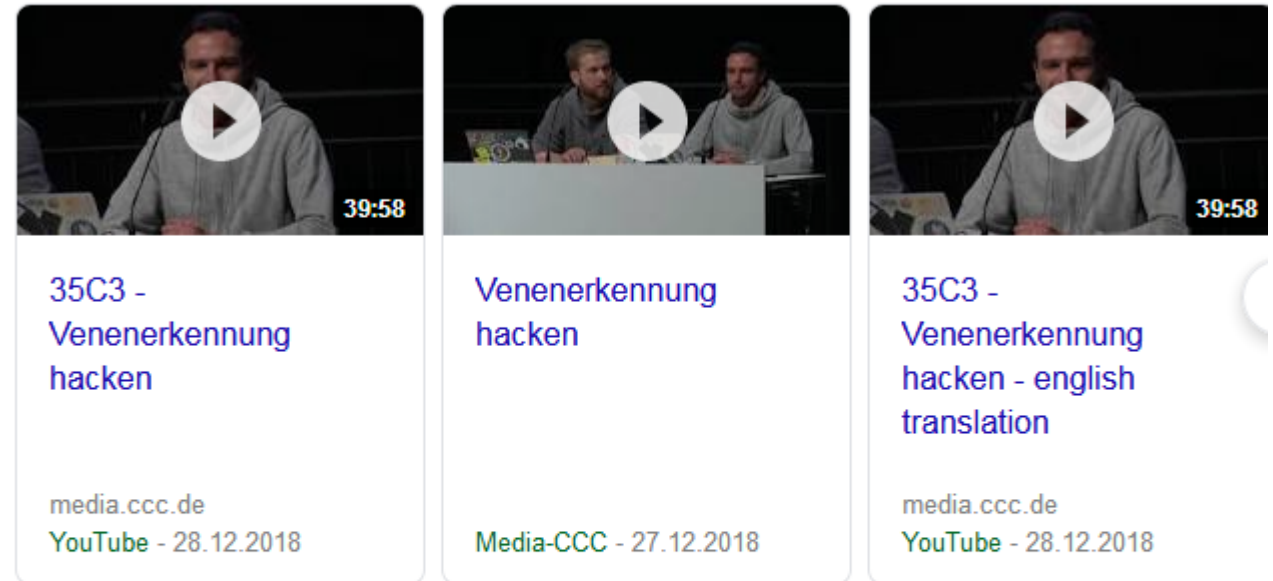 39:58
35C3 -
Venenerkennung
hacken
media.ccc.de
YouTube - 28.12.2018
Venenerkennung
hacken
Media-CCC - 27.12.2018
39:58
35C3 -
Venenerkennung
hacken - english
translation
media.ccc.de
YouTube - 28.12.2018